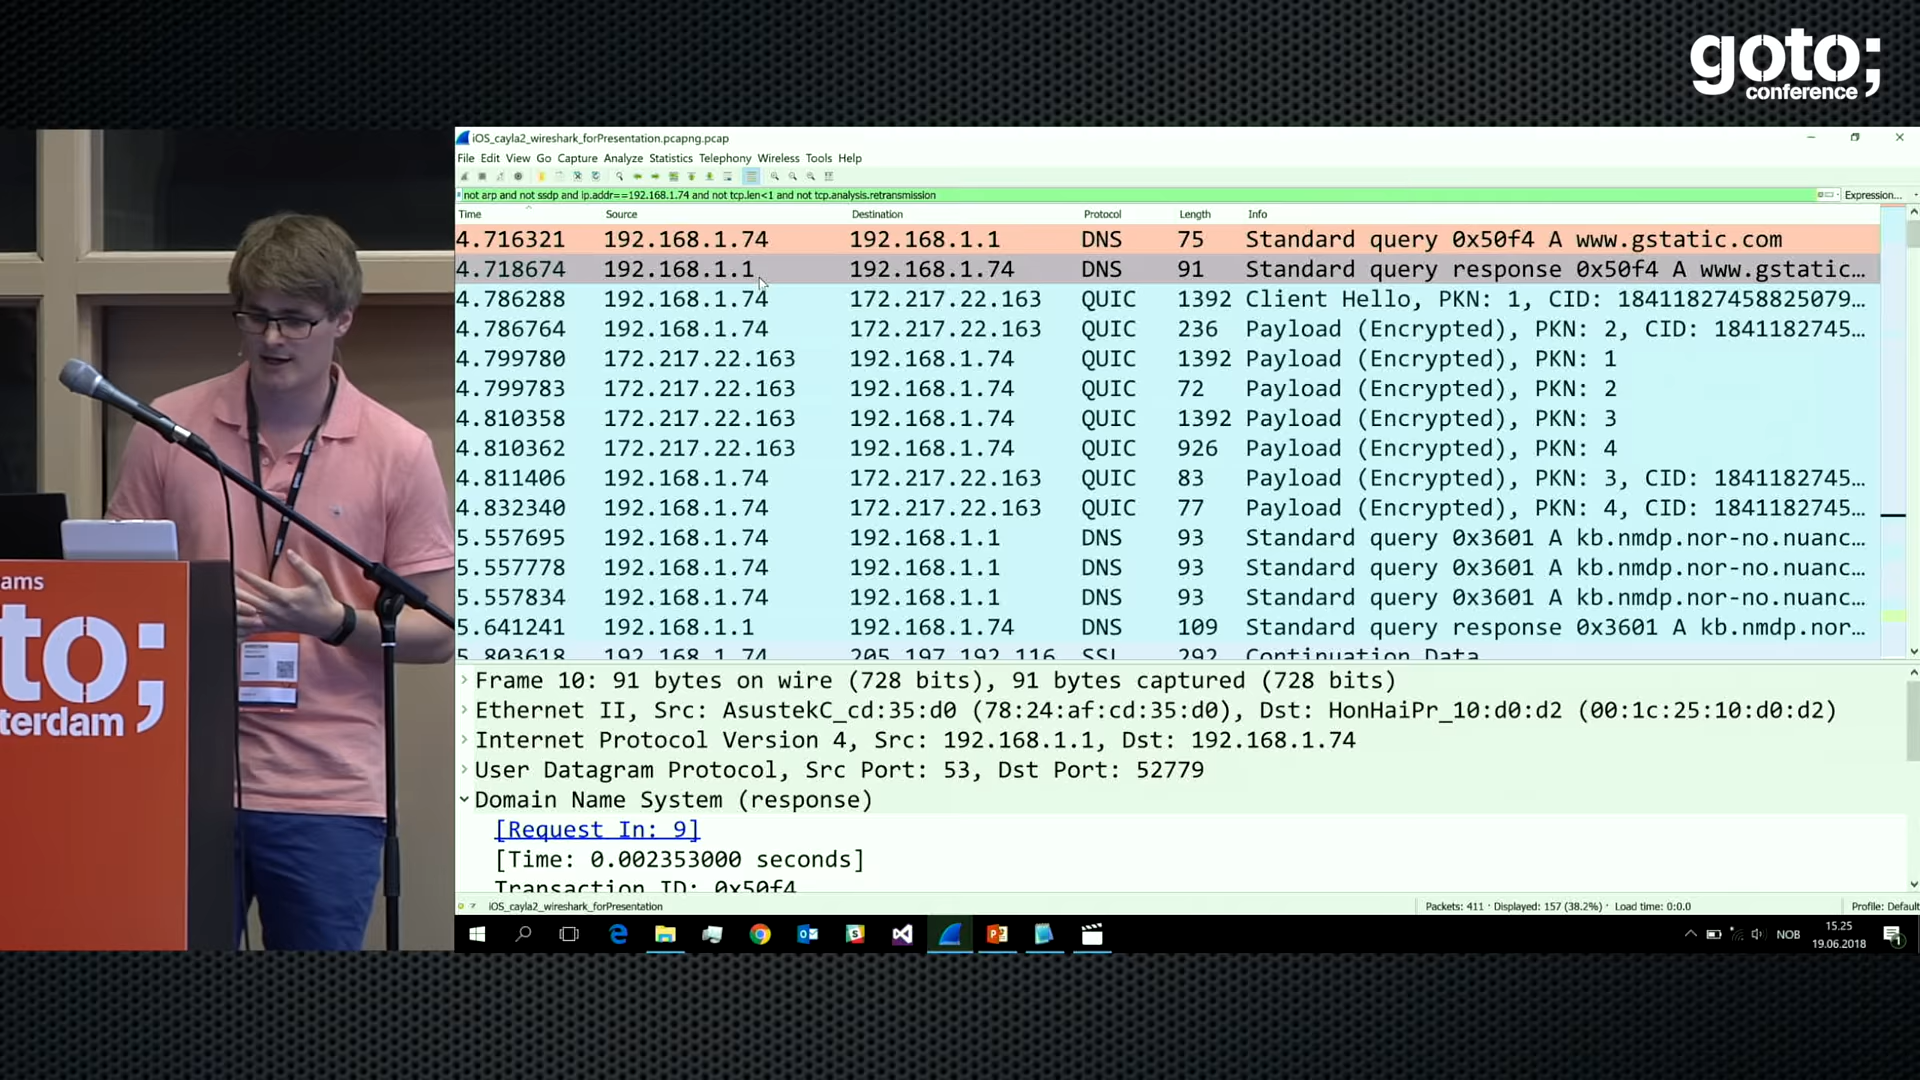 goto;
conference
iOS_cayla2_wireshark_forPresentation.pcapng.pcap
File Edit View Go Capture Analyze Statistics Telephony Wireless Tools Help
not arp and not ssdp and ip.addr==192.168.1.74 and not tcp.len<1 and not tcp.analysis.retransmission Expression...
Time Source Destination Protocol Length Info
4.716321 192.168.1.74 192.168.1.1 DNS 75 Standard query 0x50f4 A www.gstatic.com
4.718674 192.168.1.1 192.168.1.74 DNS 91 Standard query response 0x50f4 A www.gstatic…
4.786288 192.168.1.74 172.217.22.163 QUIC 1392 Client Hello, PKN: 1, CID: 18411827458825079…
4.786764 192.168.1.74 172.217.22.163 QUIC 236 Payload (Encrypted), PKN: 2, CID: 1841182745…
4.799780 172.217.22.163 192.168.1.74 QUIC 1392 Payload (Encrypted), PKN: 1
4.799783 172.217.22.163 192.168.1.74 QUIC 72 Payload (Encrypted), PKN: 2
4.810358 172.217.22.163 192.168.1.74 QUIC 1392 Payload (Encrypted), PKN: 3
4.810362 172.217.22.163 192.168.1.74 QUIC 926 Payload (Encrypted), PKN: 4
4.811406 192.168.1.74 172.217.22.163 QUIC 83 Payload (Encrypted), PKN: 3, CID: 1841182745…
4.832340 192.168.1.74 172.217.22.163 QUIC 77 Payload (Encrypted), PKN: 4, CID: 1841182745…
5.557695 192.168.1.74 192.168.1.1 DNS 93 Standard query 0x3601 A kb.nmdp.nor-no.nuanc…
5.557778 192.168.1.74 192.168.1.1 DNS 93 Standard query 0x3601 A kb.nmdp.nor-no.nuanc…
5.557834 192.168.1.74 192.168.1.1 DNS 93 Standard query 0x3601 A kb.nmdp.nor-no.nuanc…
5.641241 192.168.1.1 192.168.1.74 DNS 109 Standard query response 0x3601 A kb.nmdp.nor…
5.803618 192.168.1.74 205.197.192.116 SSL 292 Continuation Data
Frame 10: 91 bytes on wire (728 bits), 91 bytes captured (728 bits)
Ethernet II, Src: AsustekC_cd:35:d0 (78:24:af:cd:35:d0), Dst: HonHaiPr_10:d0:d2 (00:1c:25:10:d0:d2)
Internet Protocol Version 4, Src: 192.168.1.1, Dst: 192.168.1.74
User Datagram Protocol, Src Port: 53, Dst Port: 52779
Domain Name System (response)
[Request In: 9]
[Time: 0.002353000 seconds]
Transaction ID: 0x50f4
iOS_cayla2_wireshark_forPresentation Packets: 411 · Displayed: 157 (38.2%) · Load time: 0:0.0 Profile: Default
NOB 15.25
19.06.2018
ams
to;
terdam